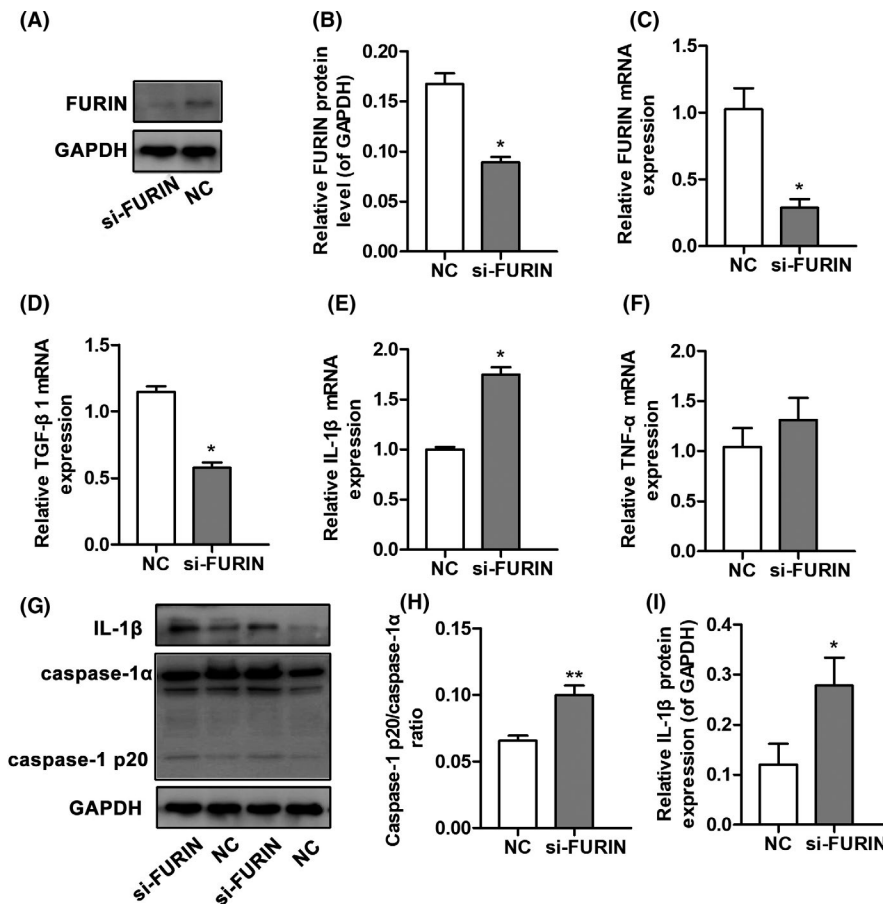 (A)
FURIN
GAPDH
si-FURIN
NC
(B)
Relative FURIN protein
level (of GAPDH)
0.20
0.15
0.10
0.05
0.00
*
NC
si-FURIN
(C)
Relative FURIN mRNA
expression
1.5
1.0
0.5
0.0
*
NC
si-FURIN
(D)
Relative TGF-β 1 mRNA
expression
1.5
1.0
0.5
0.0
*
NC
si-FURIN
(E)
Relative IL-1β mRNA
expression
2.0
1.5
1.0
0.5
0.0
*
NC
si-FURIN
(F)
Relative TNF-α mRNA
expression
2.0
1.5
1.0
0.5
0.0
NC
si-FURIN
(G)
IL-1β
caspase-1α
caspase-1 p20
GAPDH
si-FURIN
NC
si-FURIN
NC
(H)
Caspase-1 p20/caspase-1α
ratio
0.15
0.10
0.05
0.00
**
NC
si-FURIN
(I)
Relative IL-1β protein
expression (of GAPDH)
0.4
0.3
0.2
0.1
0.0
*
NC
si-FURIN